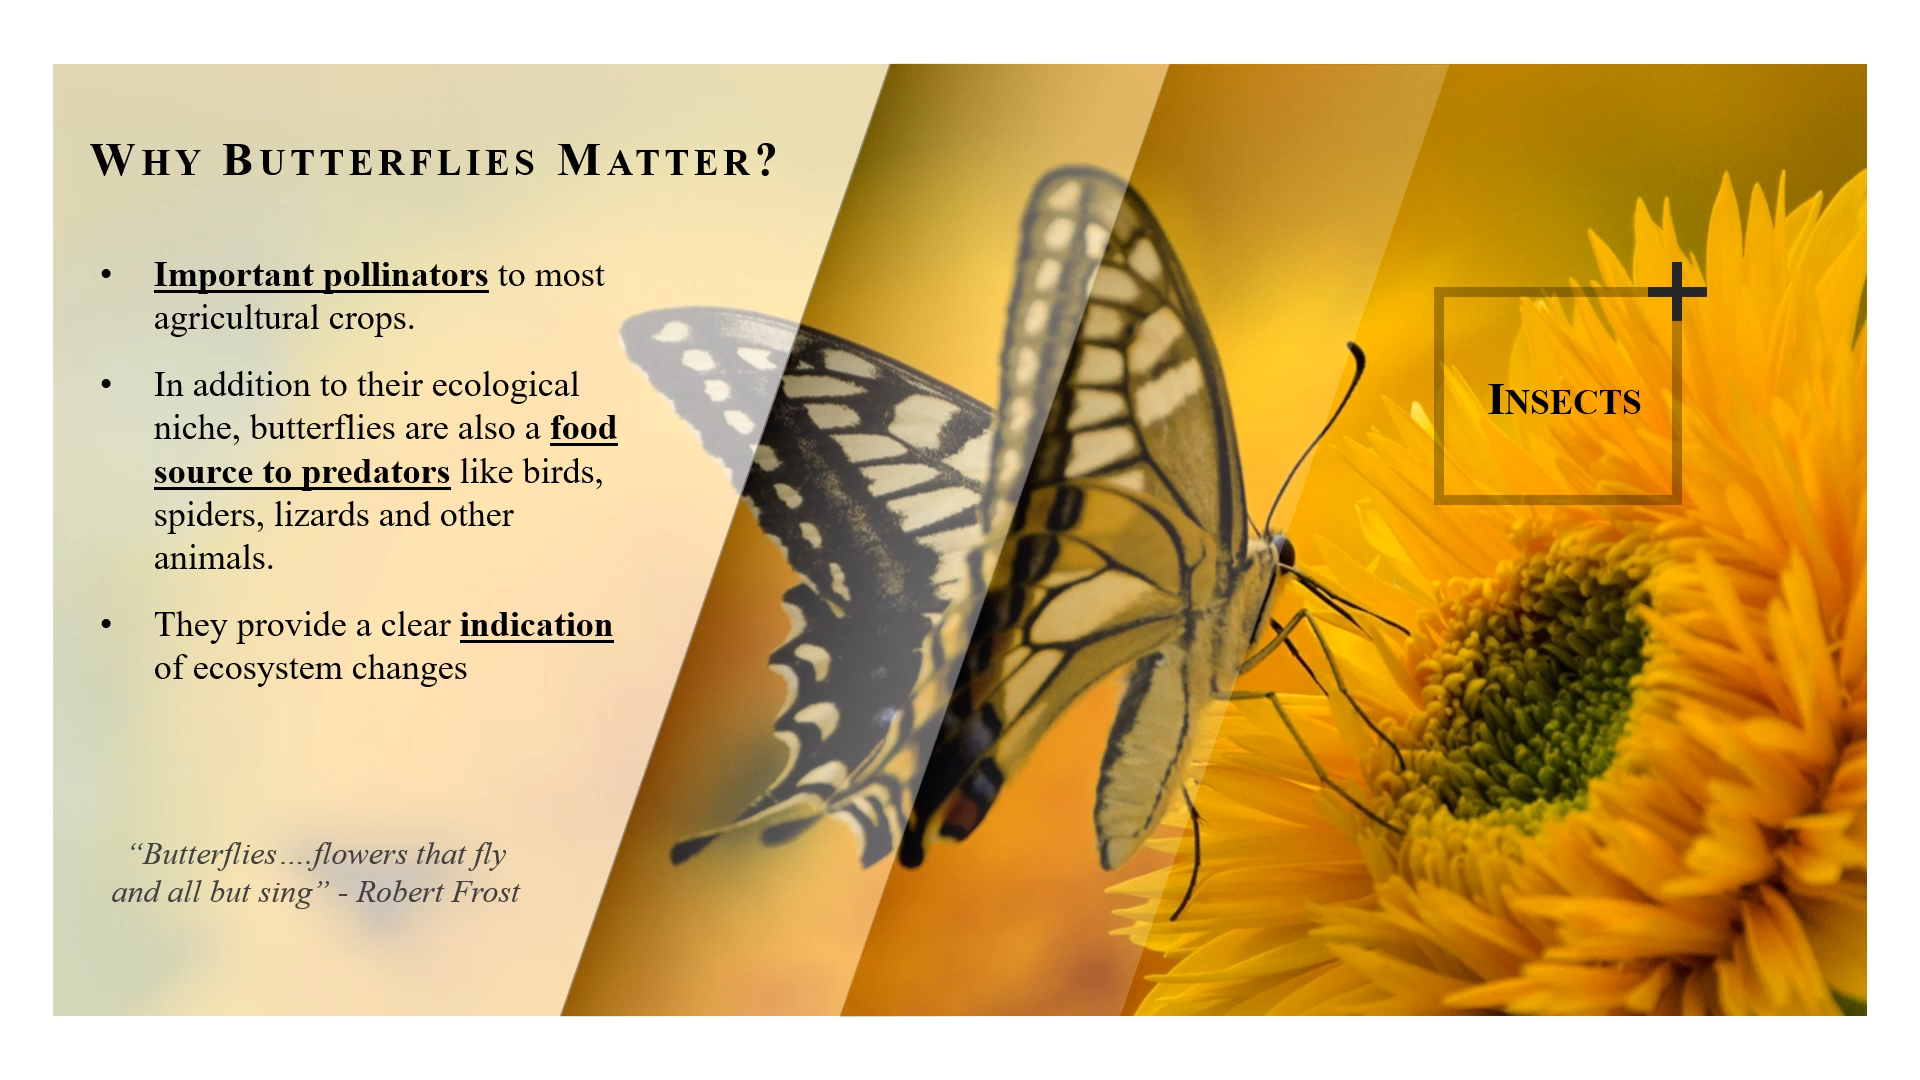 WHY BUTTERFLIES MATTER?
• Important pollinators to most
agricultural crops.
• In addition to their ecological
niche, butterflies are also a food
source to predators like birds,
spiders, lizards and other
animals.
• They provide a clear indication
of ecosystem changes
“Butterflies….flowers that fly
and all but sing” - Robert Frost
INSECTS